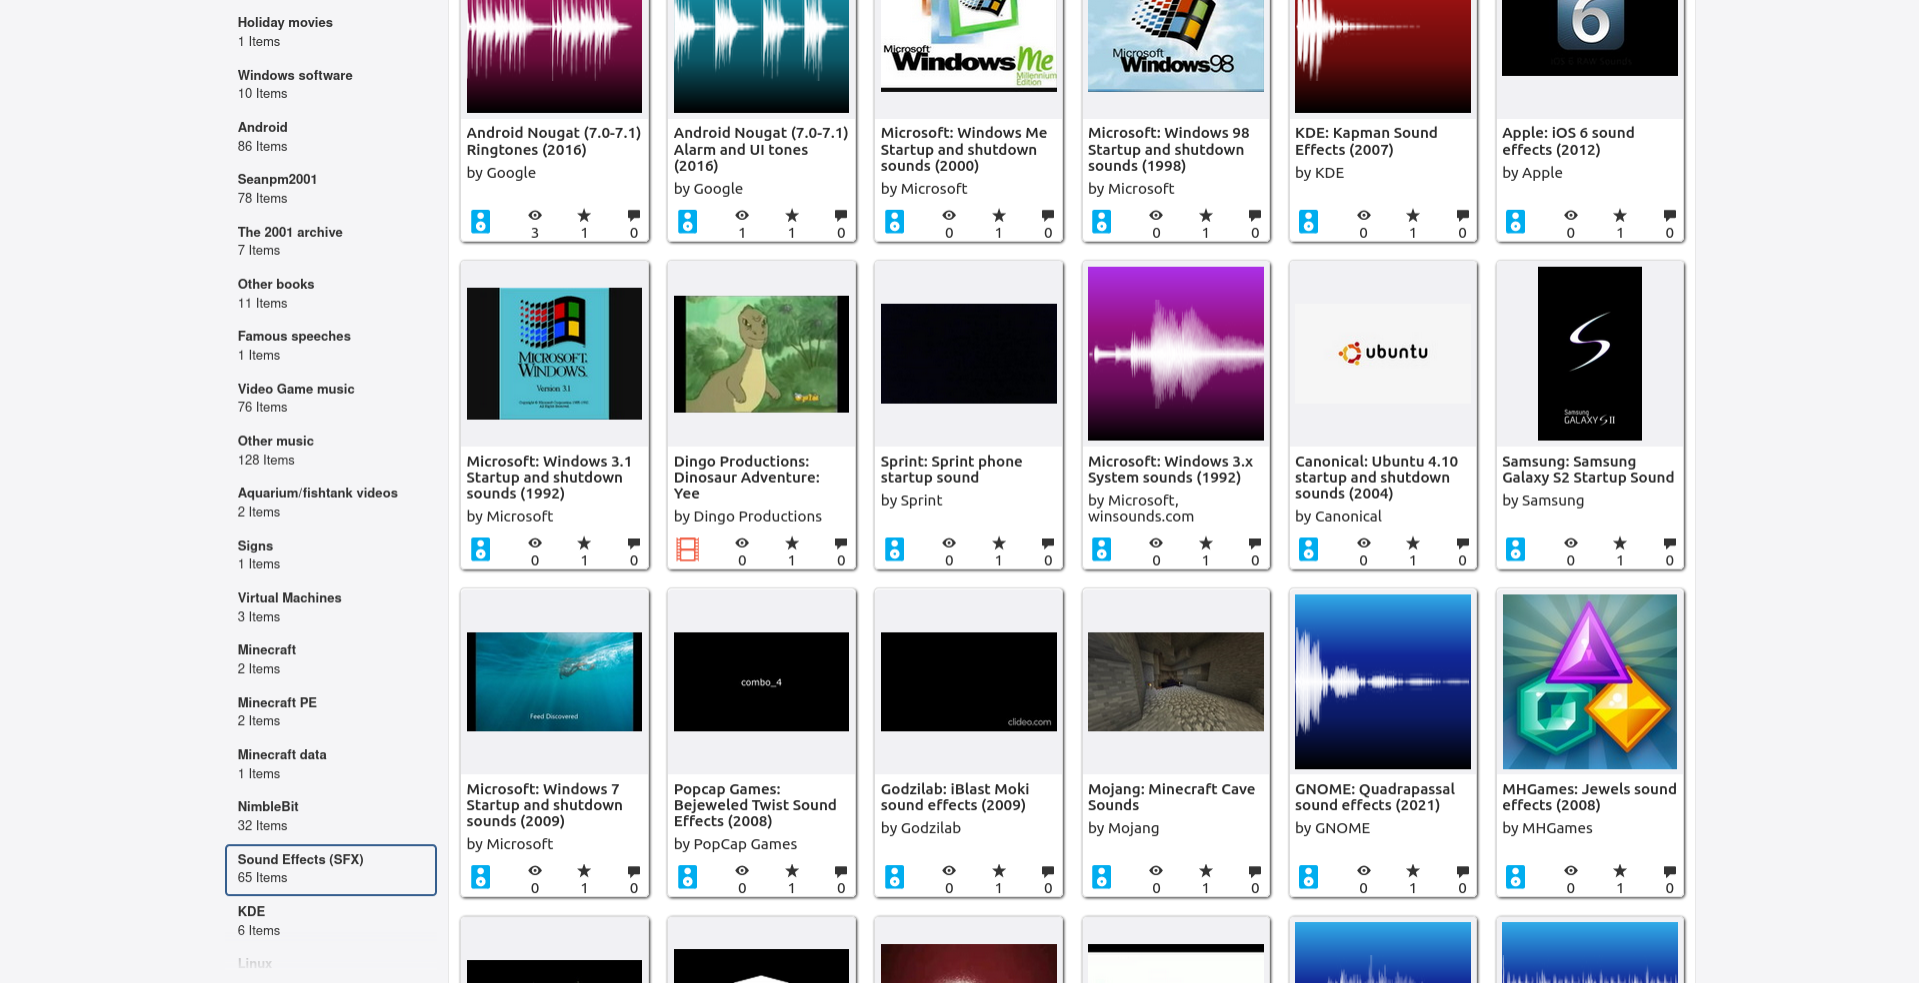 Holiday movies
1 Items
Windows software
10 Items
Android
86 Items
Seanpm2001
78 Items
The 2001 archive
7 Items
Other books
11 Items
Famous speeches
1 Items
Video Game music
76 Items
Other music
128 Items
Aquarium/fishtank videos
2 Items
Signs
1 Items
Virtual Machines
3 Items
Minecraft
2 Items
Minecraft PE
2 Items
Minecraft data
1 Items
NimbleBit
32 Items
Sound Effects (SFX)
65 Items
KDE
6 Items
Linux
Android Nougat (7.0-7.1)
Ringtones (2016)
by Google
3 1 0
Android Nougat (7.0-7.1)
Alarm and UI tones
(2016)
by Google
1 1 0
Microsoft
Windows Me
Millennium
Edition
Microsoft: Windows Me
Startup and shutdown
sounds (2000)
by Microsoft
0 1 0
Microsoft
Windows98
Microsoft: Windows 98
Startup and shutdown
sounds (1998)
by Microsoft
0 1 0
KDE: Kapman Sound
Effects (2007)
by KDE
0 1 0
6
iOS 6 RAW Sounds
Apple: iOS 6 sound
effects (2012)
by Apple
0 1 0
MICROSOFT
WINDOWS
Version 3.1
Microsoft: Windows 3.1
Startup and shutdown
sounds (1992)
by Microsoft
0 1 0
Dingo Productions:
Dinosaur Adventure:
Yee
by Dingo Productions
0 1 0
Sprint: Sprint phone
startup sound
by Sprint
0 1 0
Microsoft: Windows 3.x
System sounds (1992)
by Microsoft,
winsounds.com
0 1 0
ubuntu
Canonical: Ubuntu 4.10
startup and shutdown
sounds (2004)
by Canonical
0 1 0
Samsung
GALAXY S II
Samsung: Samsung
Galaxy S2 Startup Sound
by Samsung
0 1 0
Feed Discovered
Microsoft: Windows 7
Startup and shutdown
sounds (2009)
by Microsoft
0 1 0
combo_4
Popcap Games:
Bejeweled Twist Sound
Effects (2008)
by PopCap Games
0 1 0
clideo.com
Godzilab: iBlast Moki
sound effects (2009)
by Godzilab
0 1 0
Mojang: Minecraft Cave
Sounds
by Mojang
0 1 0
GNOME: Quadrapassal
sound effects (2021)
by GNOME
0 1 0
MHGames: Jewels sound
effects (2008)
by MHGames
0 1 0